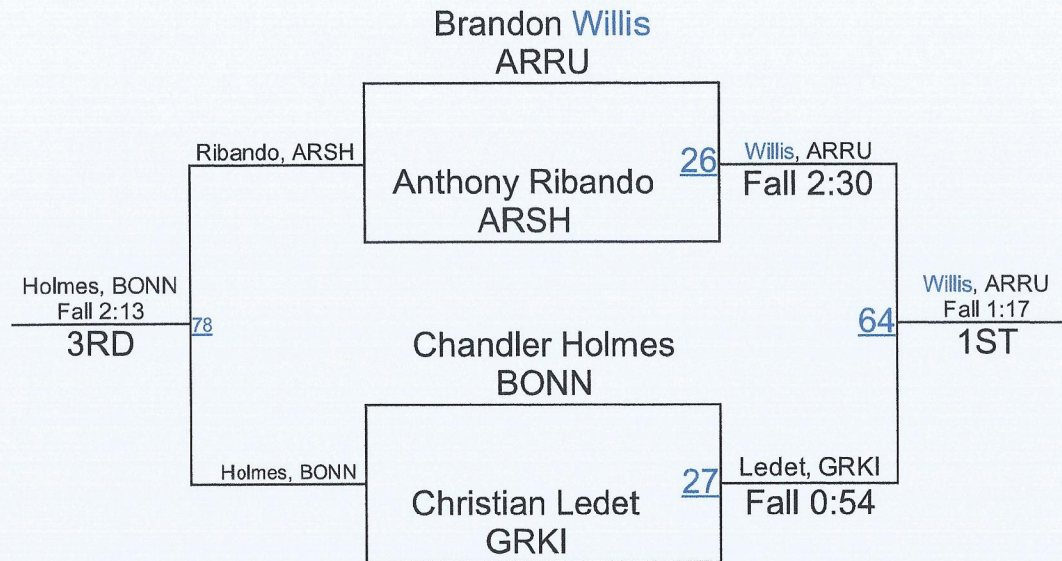 Brandon Willis
ARRU
Ribando, ARSH
Anthony Ribando
ARSH
26
Willis, ARRU
Fall 2:30
Holmes, BONN
Fall 2:13
3RD
78
Chandler Holmes
BONN
64
Willis, ARRU
Fall 1:17
1ST
Holmes, BONN
Christian Ledet
GRKI
27
Ledet, GRKI
Fall 0:54